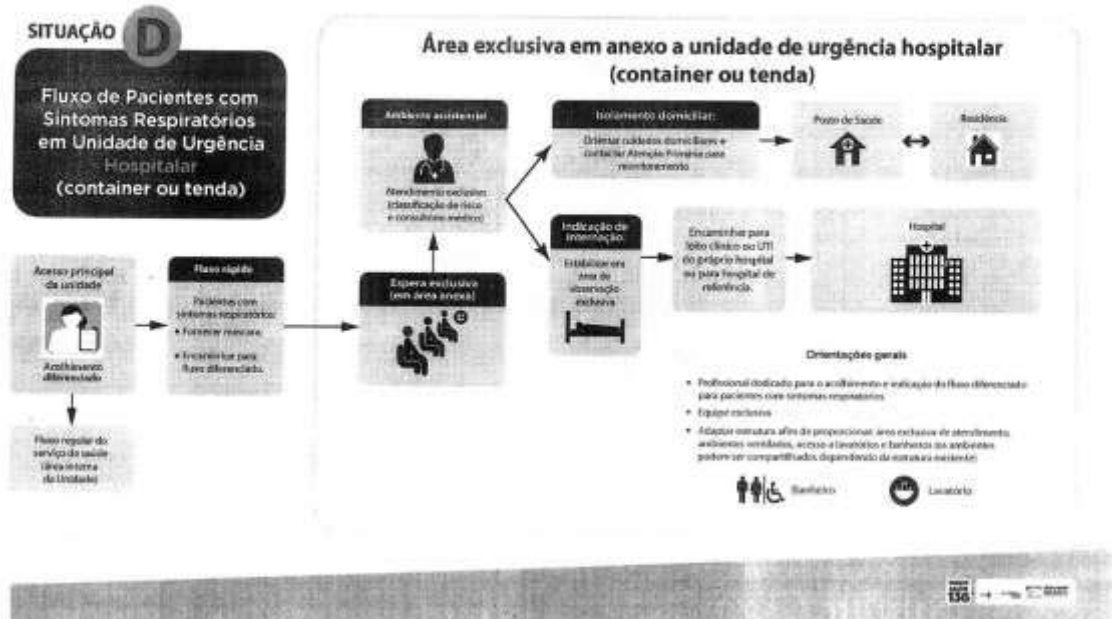 SITUAÇÃO D
Fluxo de Pacientes com
Sintomas Respiratórios
em Unidade de Urgência
Hospitalar
(container ou tenda)
Área exclusiva em anexo a unidade de urgência hospitalar
(container ou tenda)
Acesso principal
da unidade
Acolhimento
diferenciado
Fluxo regular do
serviço de saúde
(área interna
da Unidade)
Fluxo rápido
Pacientes com
sintomas respiratórios:
• Fornecer máscara
• Encaminhar para
fluxo diferenciado.
Espera exclusiva
(em área anexa)
Ambiente assistencial
Atendimento exclusivo
(classificação de risco
e consultório médico)
Isolamento domiciliar:
Orientar cuidados domiciliares e
contactar Atenção Primária para
monitoramento
Posto de Saúde
Residência
Indicação de
internação:
Estabilizar em
área de
observação
exclusiva
Encaminhar para
leito clínico ou UTI
do próprio hospital
ou para hospital de
referência.
Hospital
Orientações gerais
• Profissional dedicado para o acolhimento e indicação do fluxo diferenciado
para pacientes com sintomas respiratórios
• Equipe exclusiva
• Adaptar estrutura afim de proporcionar: área exclusiva de atendimento,
ambientes ventilados, acesso a lavatórios e banheiros (os ambientes
podem ser compartilhados dependendo da estrutura existente)
Banheiro
Lavatório
136